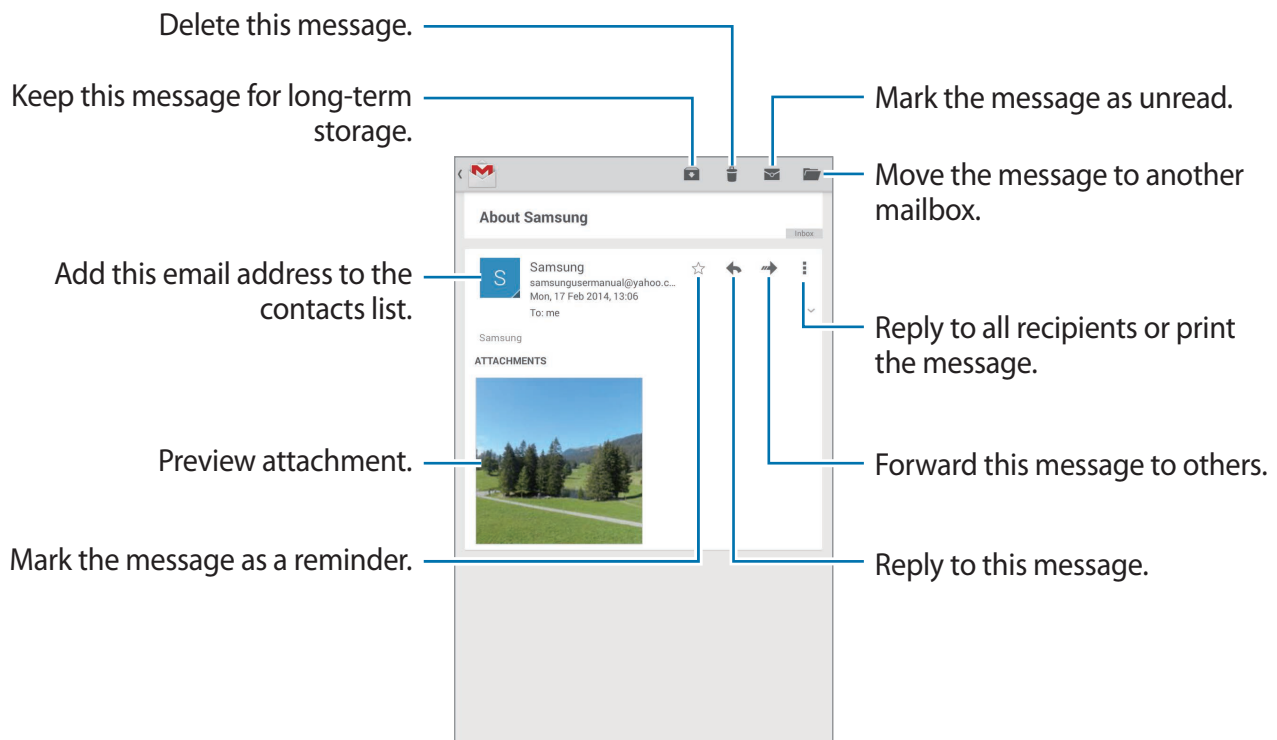 Delete this message.
Keep this message for long-term
storage.
Mark the message as unread.
Move the message to another
mailbox.
About Samsung
Inbox
Add this email address to the
contacts list.
S
Samsung
samsungusermanual@yahoo.c...
Mon, 17 Feb 2014, 13:06
To: me
Samsung
ATTACHMENTS
Reply to all recipients or print
the message.
Preview attachment.
Forward this message to others.
Mark the message as a reminder.
Reply to this message.